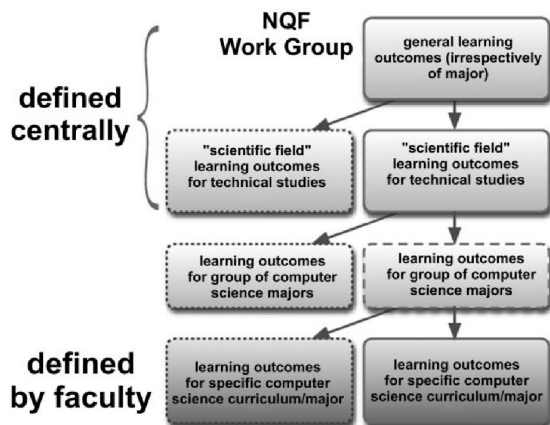 NQF
Work Group
general learning
outcomes (irrespectively
of major)
defined
centrally
"scientific field"
learning outcomes
for technical studies
"scientific field"
learning outcomes
for technical studies
learning outcomes
for group of computer
science majors
learning outcomes
for group of computer
science majors
defined
by faculty
learning outcomes
for specific computer
science curriculum/major
learning outcomes
for specific computer
science curriculum/major